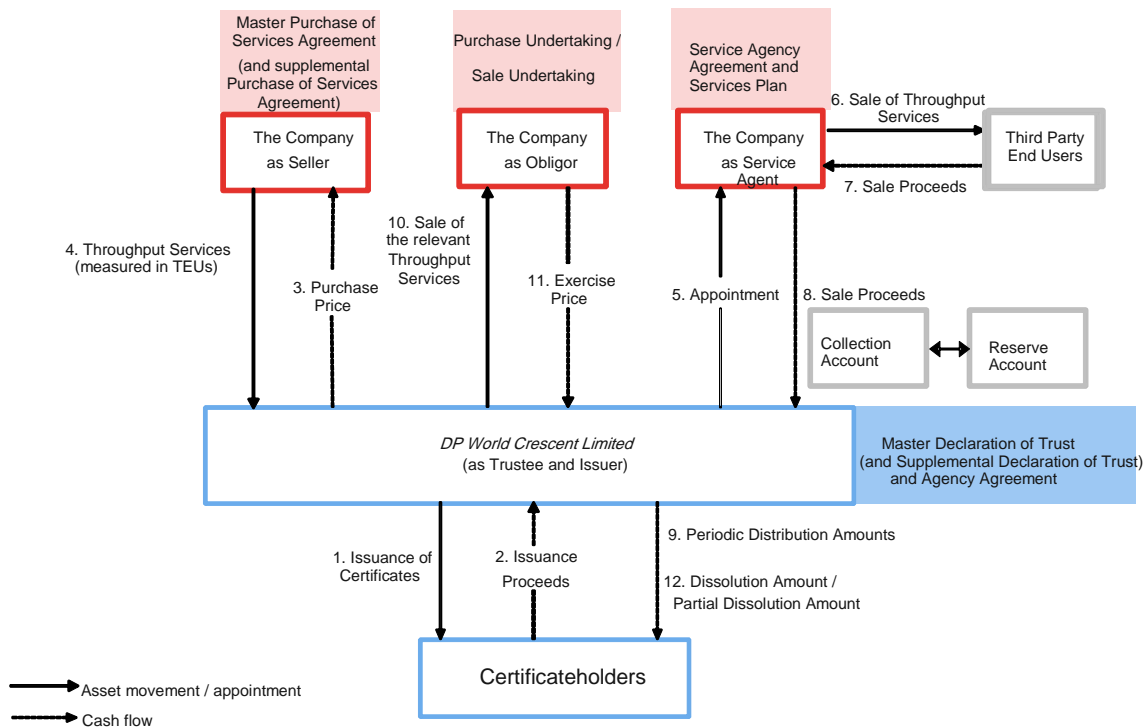 Master Purchase of
Services Agreement
(and supplemental
Purchase of Services
Agreement)
Purchase Undertaking /
Sale Undertaking
Service Agency
Agreement and
Services Plan
The Company
as Seller
The Company
as Obligor
The Company
as Service
Agent
6. Sale of Throughput
Services
Third Party
End Users
7. Sale Proceeds
4. Throughput Services
(measured in TEUs)
3. Purchase
Price
10. Sale of
the relevant
Throughput
Services
11. Exercise
Price
5. Appointment
8. Sale Proceeds
Collection
Account
Reserve
Account
DP World Crescent Limited
(as Trustee and Issuer)
Master Declaration of Trust
(and Supplemental Declaration of Trust)
and Agency Agreement
1. Issuance of
Certificates
2. Issuance
Proceeds
9. Periodic Distribution Amounts
12. Dissolution Amount /
Partial Dissolution Amount
Certificateholders
Asset movement / appointment
Cash flow